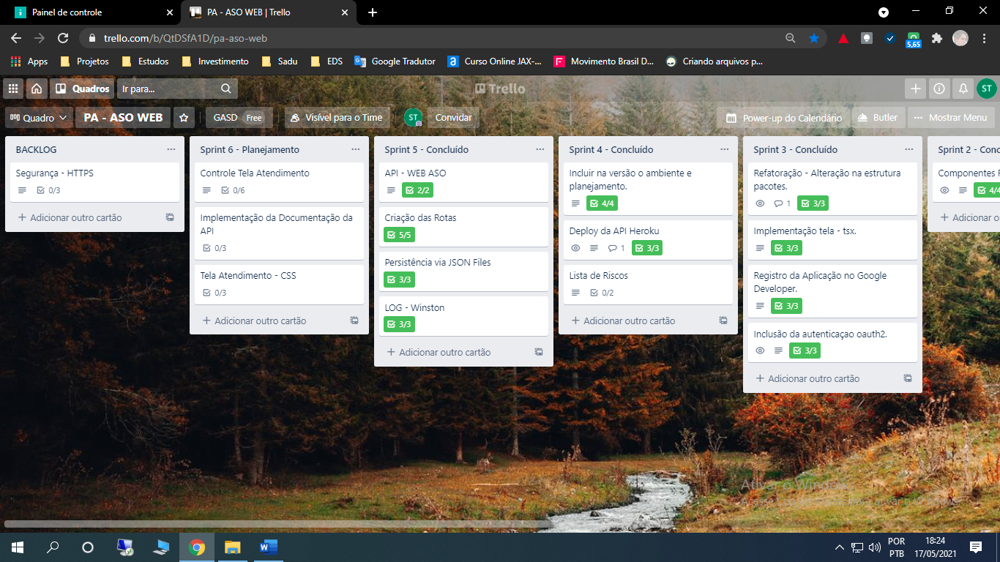 Painel de controle
PA - ASO WEB | Trello
trello.com/b/QtDSfA1D/pa-aso-web
5,65
Apps
Projetos
Estudos
Investimento
Sadu
EDS
Google Tradutor
Curso Online JAX-...
Movimento Brasil D...
Criando arquivos p...
Quadros
Ir para...
Trello
ST
Quadro
PA - ASO WEB
GASD Free
Visível para o Time
ST
Convidar
Power-up do Calendário
Butler
Mostrar Menu
BACKLOG
Segurança - HTTPS
0/3
+ Adicionar outro cartão
Sprint 6 - Planejamento
Controle Tela Atendimento
0/6
Implementação da Documentação da
API
0/3
Tela Atendimento - CSS
0/3
+ Adicionar outro cartão
Sprint 5 - Concluído
API - WEB ASO
2/2
Criação das Rotas
5/5
Persistência via JSON Files
3/3
LOG - Winston
3/3
+ Adicionar outro cartão
Sprint 4 - Concluído
Incluir na versão o ambiente e
planejamento.
4/4
Deploy da API Heroku
1 3/3
Lista de Riscos
0/2
+ Adicionar outro cartão
Sprint 3 - Concluído
Refatoração - Alteração na estrutura
pacotes.
1 3/3
Implementação tela - tsx.
3/3
Registro da Aplicação no Google
Developer.
3/3
Inclusão da autenticaçao oauth2.
3/3
+ Adicionar outro cartão
Sprint 2 - Conc
Componentes
4/4
+ Adicionar o
Ativar o
POR
PTB
18:24
17/05/2021